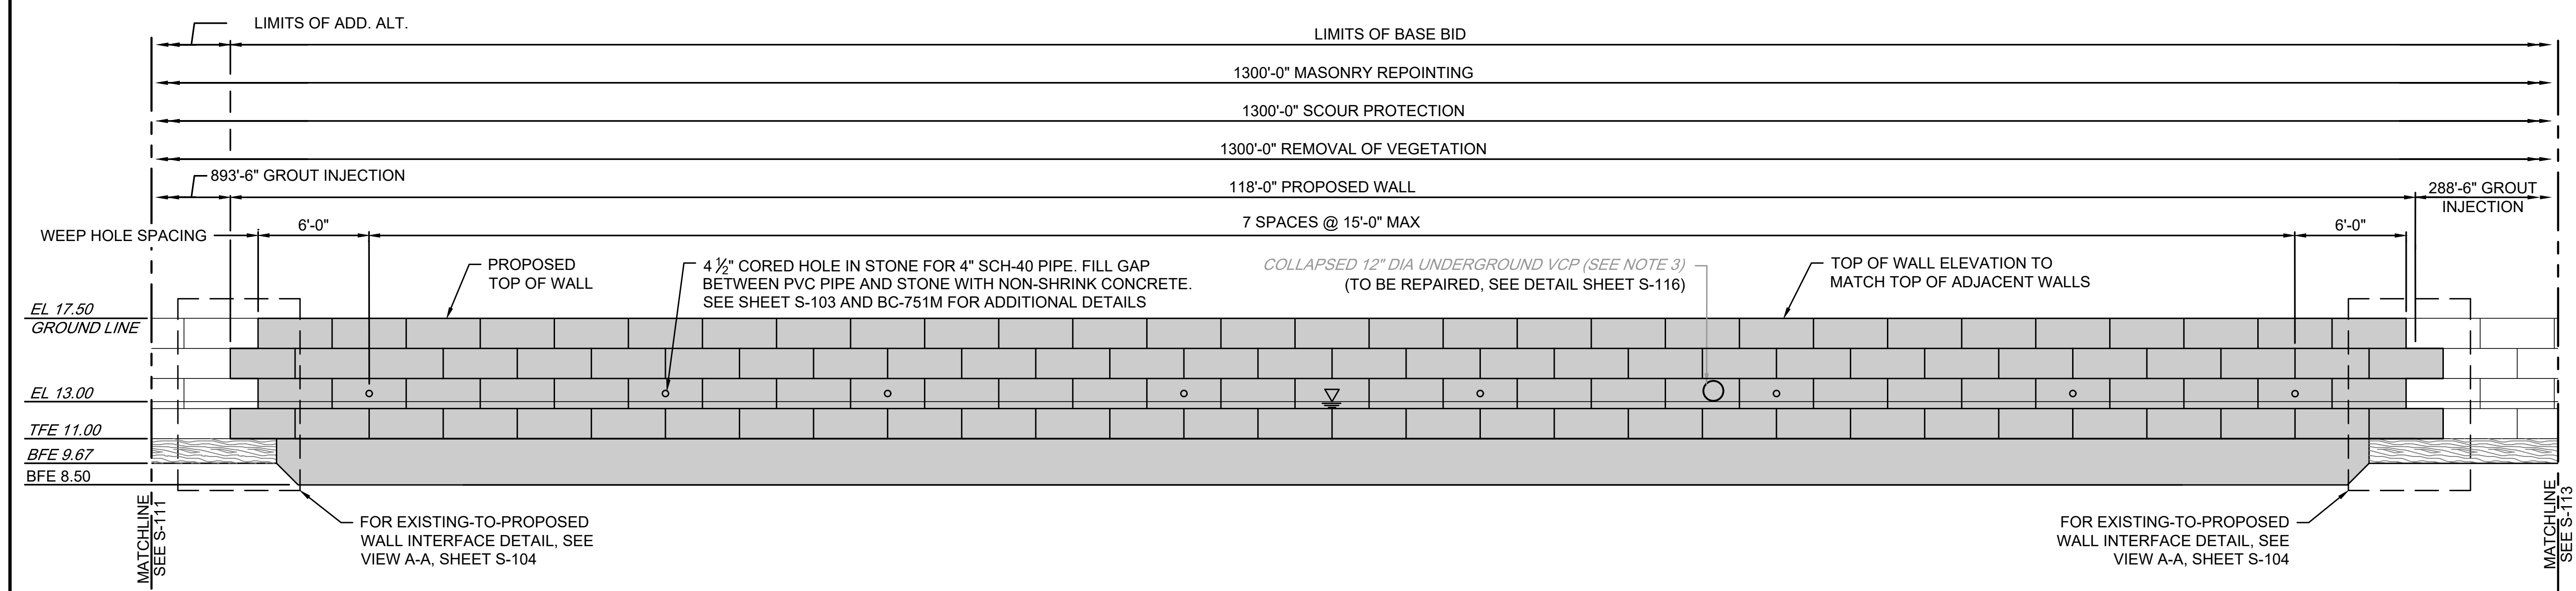 LIMITS OF ADD. ALT.
LIMITS OF BASE BID
1300'-0" MASONRY REPOINTING
1300'-0" SCOUR PROTECTION
1300'-0" REMOVAL OF VEGETATION
893'-6" GROUT INJECTION
118'-0" PROPOSED WALL
288'-6" GROUT
INJECTION
WEEP HOLE SPACING
6'-0"
7 SPACES @ 15'-0" MAX
6'-0"
PROPOSED
TOP OF WALL
4 ½" CORED HOLE IN STONE FOR 4" SCH-40 PIPE. FILL GAP
BETWEEN PVC PIPE AND STONE WITH NON-SHRINK CONCRETE.
SEE SHEET S-103 AND BC-751M FOR ADDITIONAL DETAILS
COLLAPSED 12" DIA UNDERGROUND VCP (SEE NOTE 3)
(TO BE REPAIRED, SEE DETAIL SHEET S-116)
TOP OF WALL ELEVATION TO
MATCH TOP OF ADJACENT WALLS
EL 17.50
GROUND LINE
EL 13.00
TFE 11.00
BFE 9.67
BFE 8.50
MATCHLINE
SEE S-111
FOR EXISTING-TO-PROPOSED
WALL INTERFACE DETAIL, SEE
VIEW A-A, SHEET S-104
FOR EXISTING-TO-PROPOSED
WALL INTERFACE DETAIL, SEE
VIEW A-A, SHEET S-104
MATCHLINE
SEE S-113